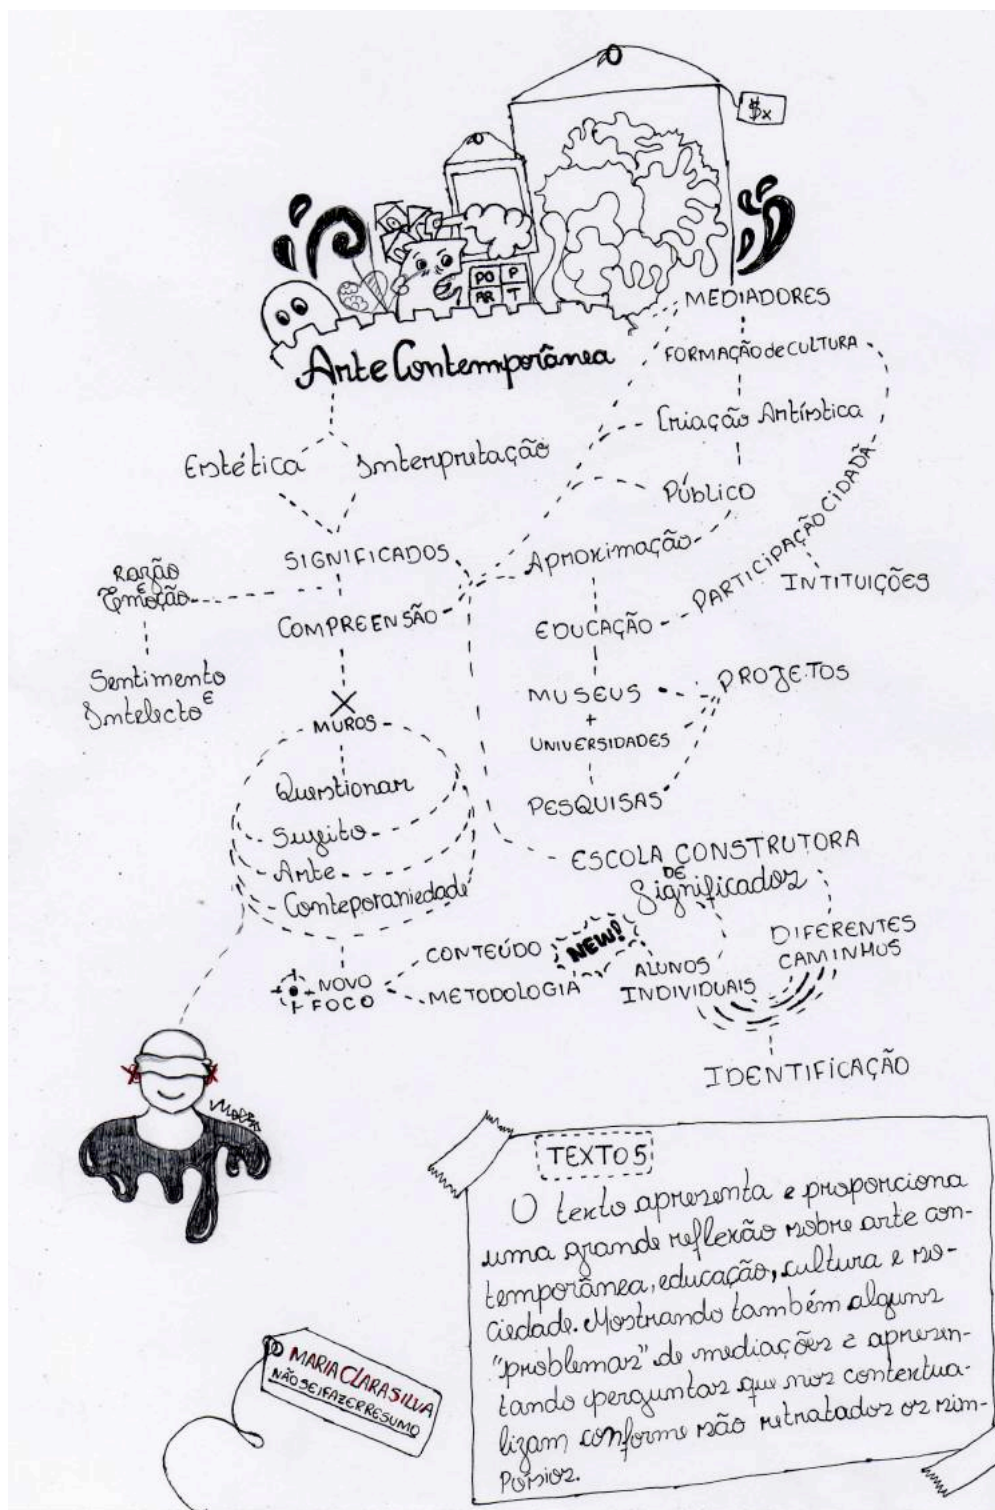 $x
PO P
AR T
MEDIADORES
Arte Contemporânea
FORMAÇÃO de CULTURA
Criação Artística
Estética
Interpretação
Público
PARTICIPAÇÃO CIDADÃ
SIGNIFICADOS
Aproximação
Razão
E
Emoção
INTITUIÇÕES
COMPREENSÃO
EDUCAÇÃO
Sentimento
E
Intelecto
MUSEUS
PROJETOS
+
UNIVERSIDADES
MUROS
PESQUISAS
Questionar
Sujeito
Arte
Conteporaniedade
ESCOLA CONSTRUTORA
DE
Significados
NOVO
FOCO
CONTEÚDO
METODOLOGIA
NEW!
ALUNOS
INDIVIDUAIS
DIFERENTES
CAMINHOS
IDENTIFICAÇÃO
TEXTO 5
O texto apresenta e proporciona
uma grande reflexão sobre arte con-
temporânea, educação, cultura e so-
ciedade. Mostrando também alguns
"problemas" de mediações e apresen-
tando perguntas que nos contextua-
lizam conforme são retratados os sim-
pósios.
MARIA CLARA SILVA
NÃO SEI FAZER RESUMO